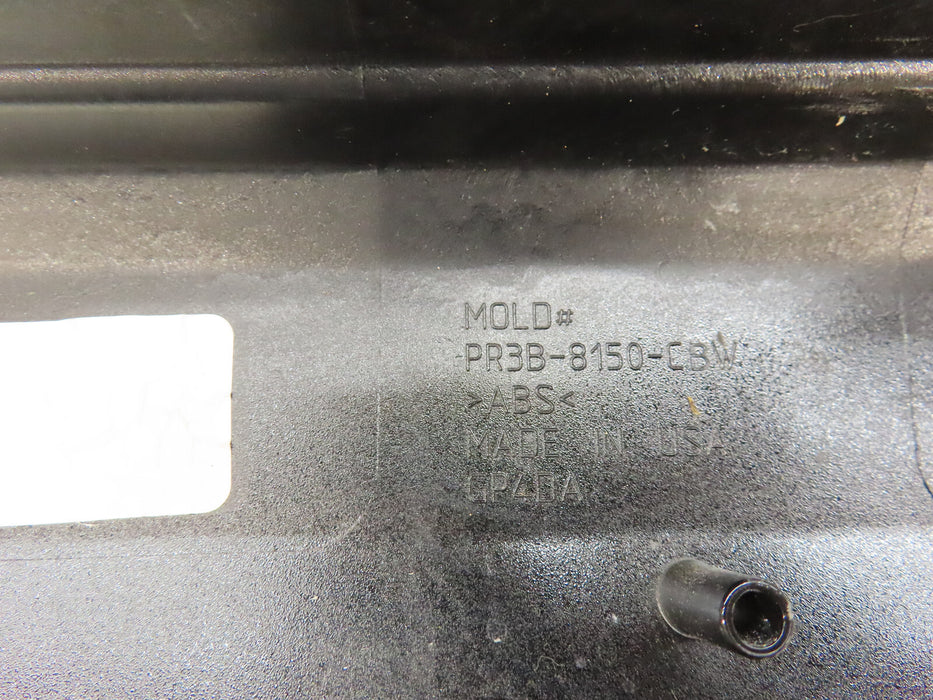 MOLD#
PR3B-8150-CBW
>ABS<
MADE IN USA